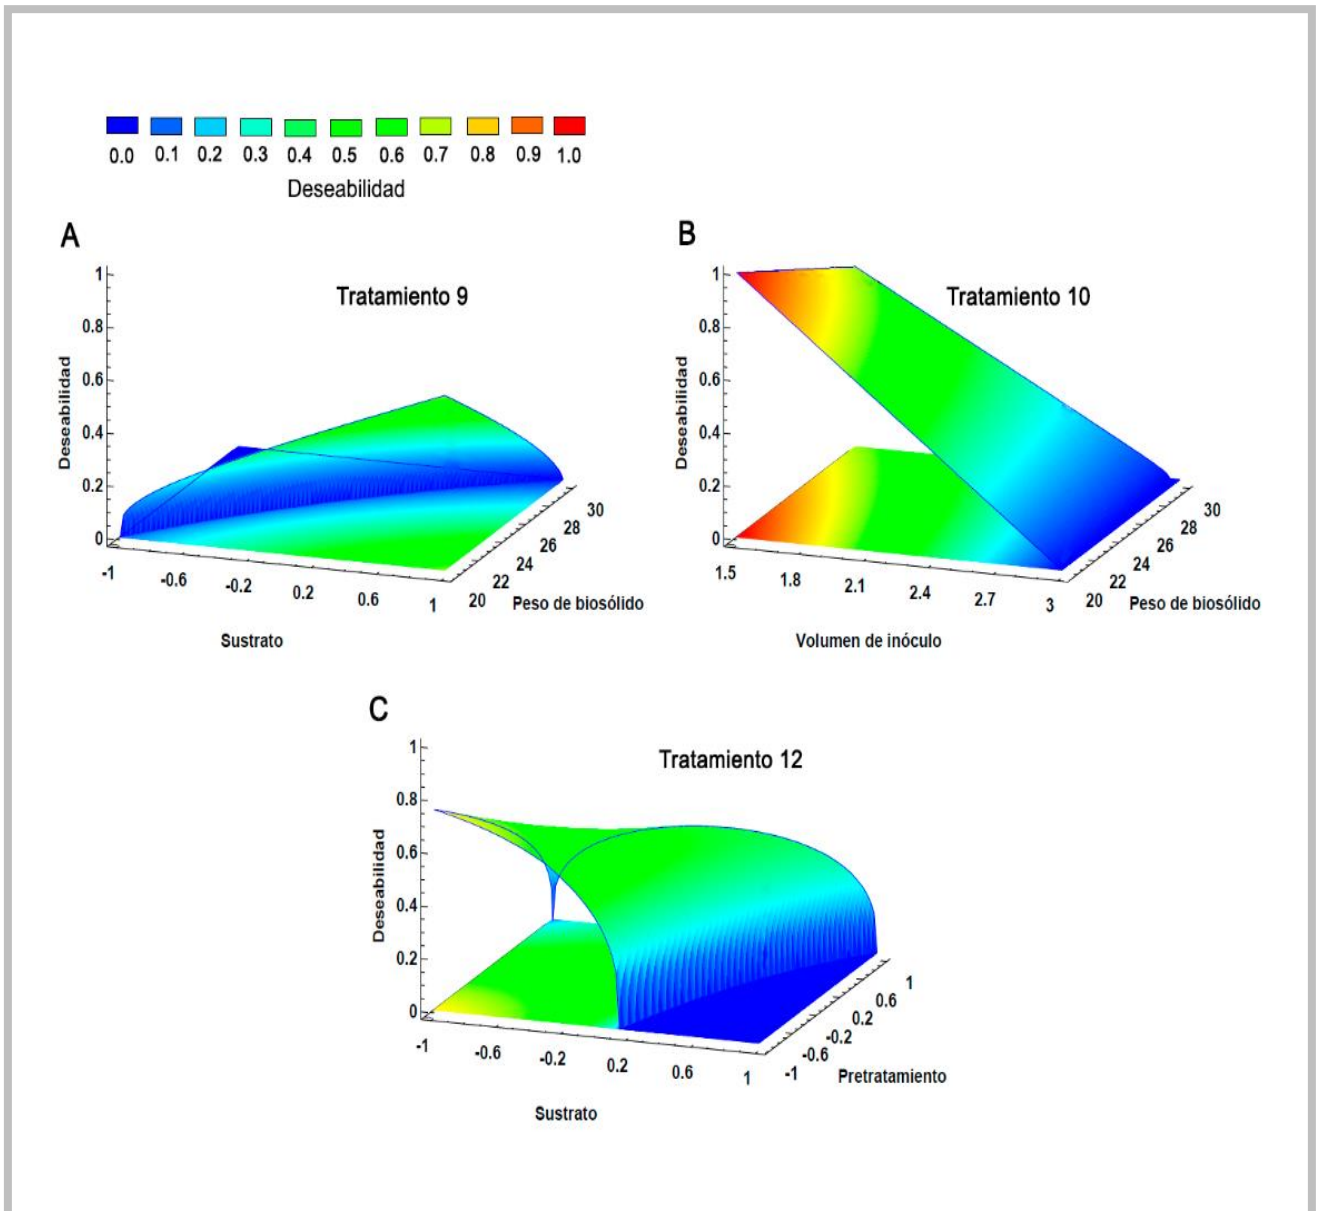 0.0 0.1 0.2 0.3 0.4 0.5 0.6 0.7 0.8 0.9 1.0
Deseabilidad
A
Tratamiento 9
Deseabilidad
1
0.8
0.6
0.4
0.2
0
-1 -0.6 -0.2 0.2 0.6 1
Sustrato
20 22 24 26 28 30
Peso de biosólido
B
Tratamiento 10
Deseabilidad
1
0.8
0.6
0.4
0.2
0
1.5 1.8 2.1 2.4 2.7 3
Volumen de inóculo
20 22 24 26 28 30
Peso de biosólido
C
Tratamiento 12
Deseabilidad
1
0.8
0.6
0.4
0.2
0
-1 -0.6 -0.2 0.2 0.6 1
Sustrato
-1 -0.6 -0.2 0.2 0.6 1
Pretratamiento